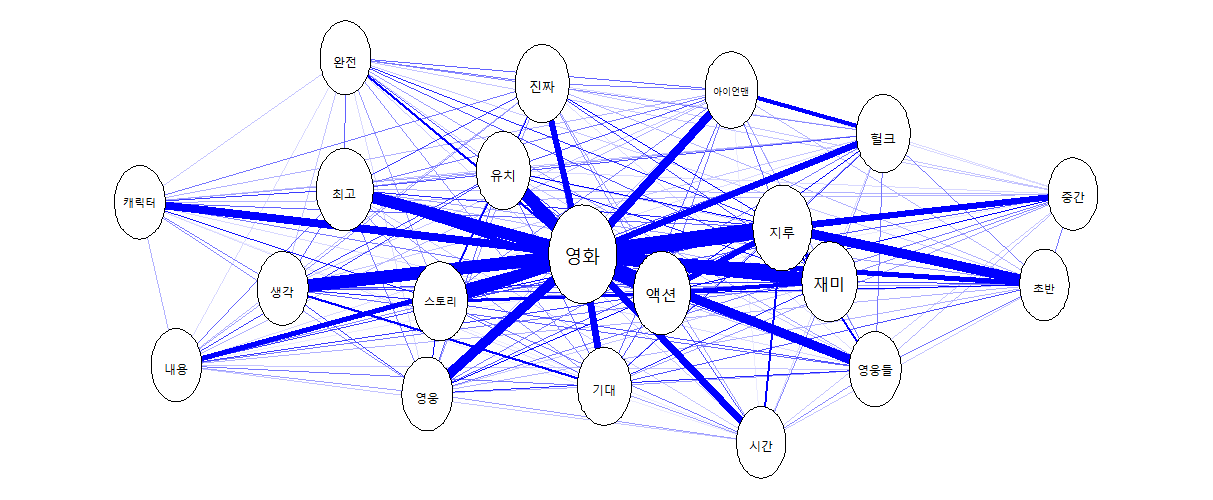 완전
진짜
아이언맨
헐크
유치
최고
캐릭터
중간
지루
영화
생각
스토리
액션
재미
초반
내용
영웅
기대
영웅들
시간